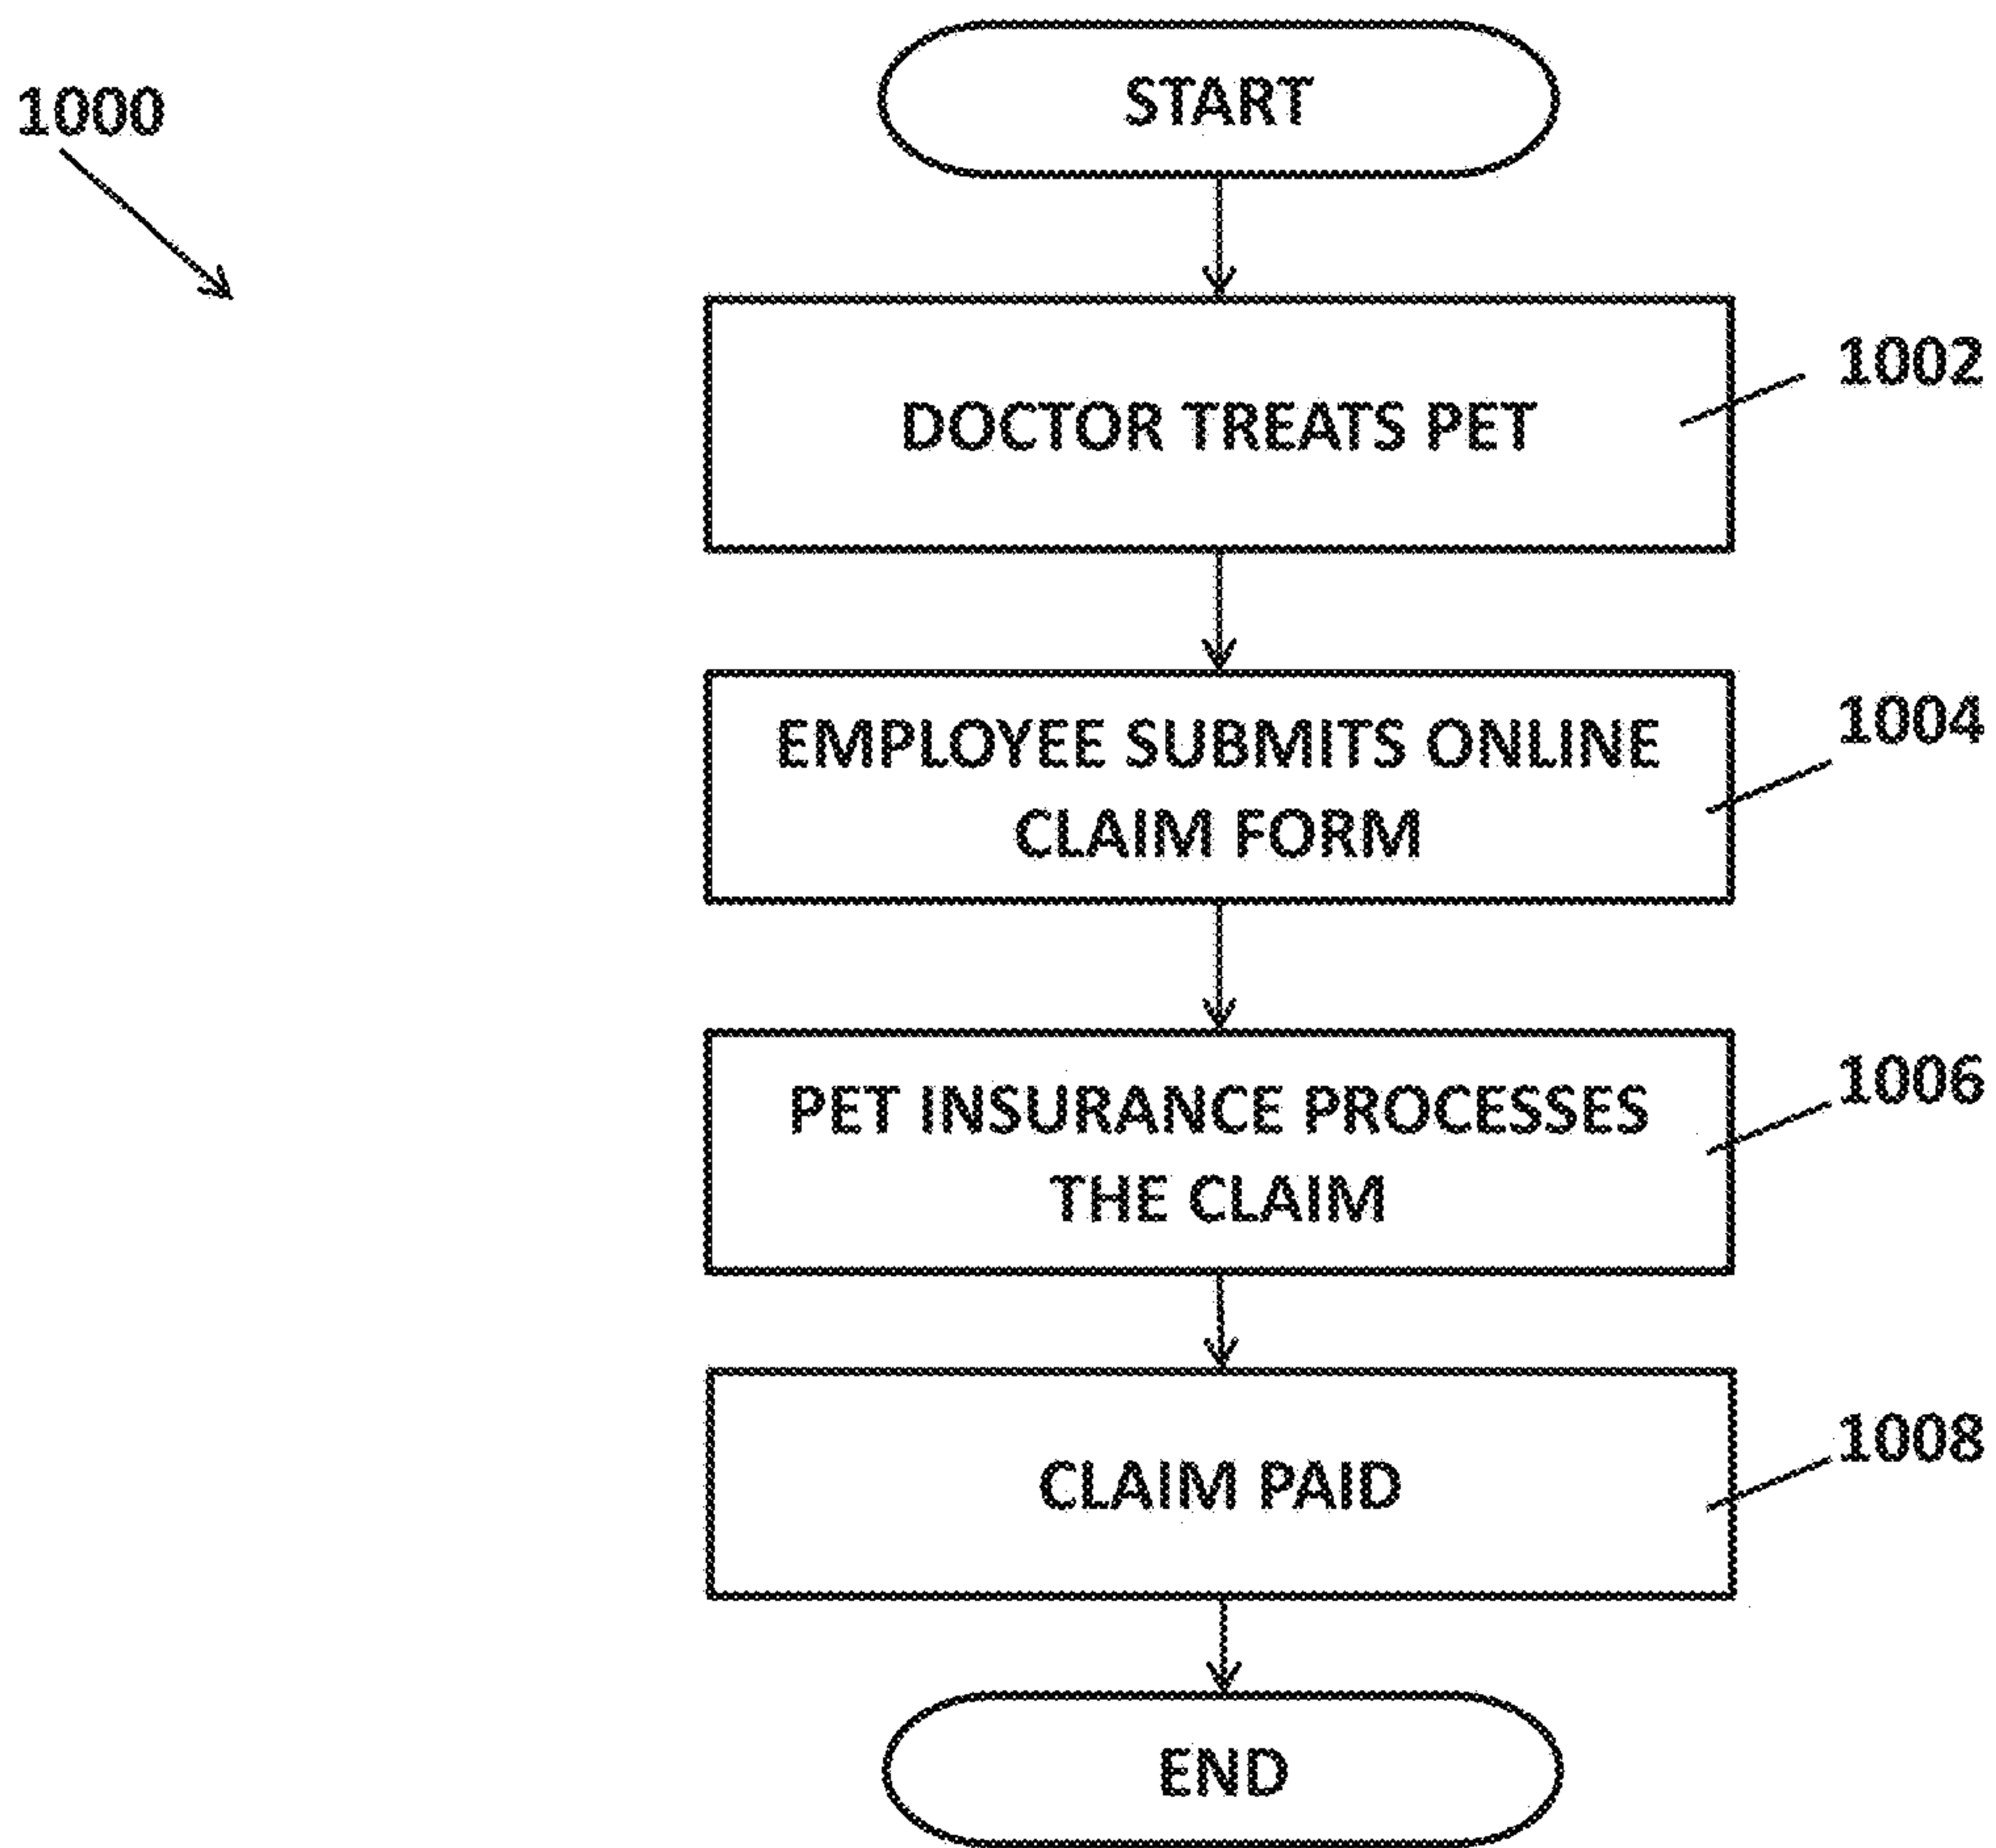 1000
START
DOCTOR TREATS PET
1002
EMPLOYEE SUBMITS ONLINE
CLAIM FORM
1004
PET INSURANCE PROCESSES
THE CLAIM
1006
CLAIM PAID
1008
END